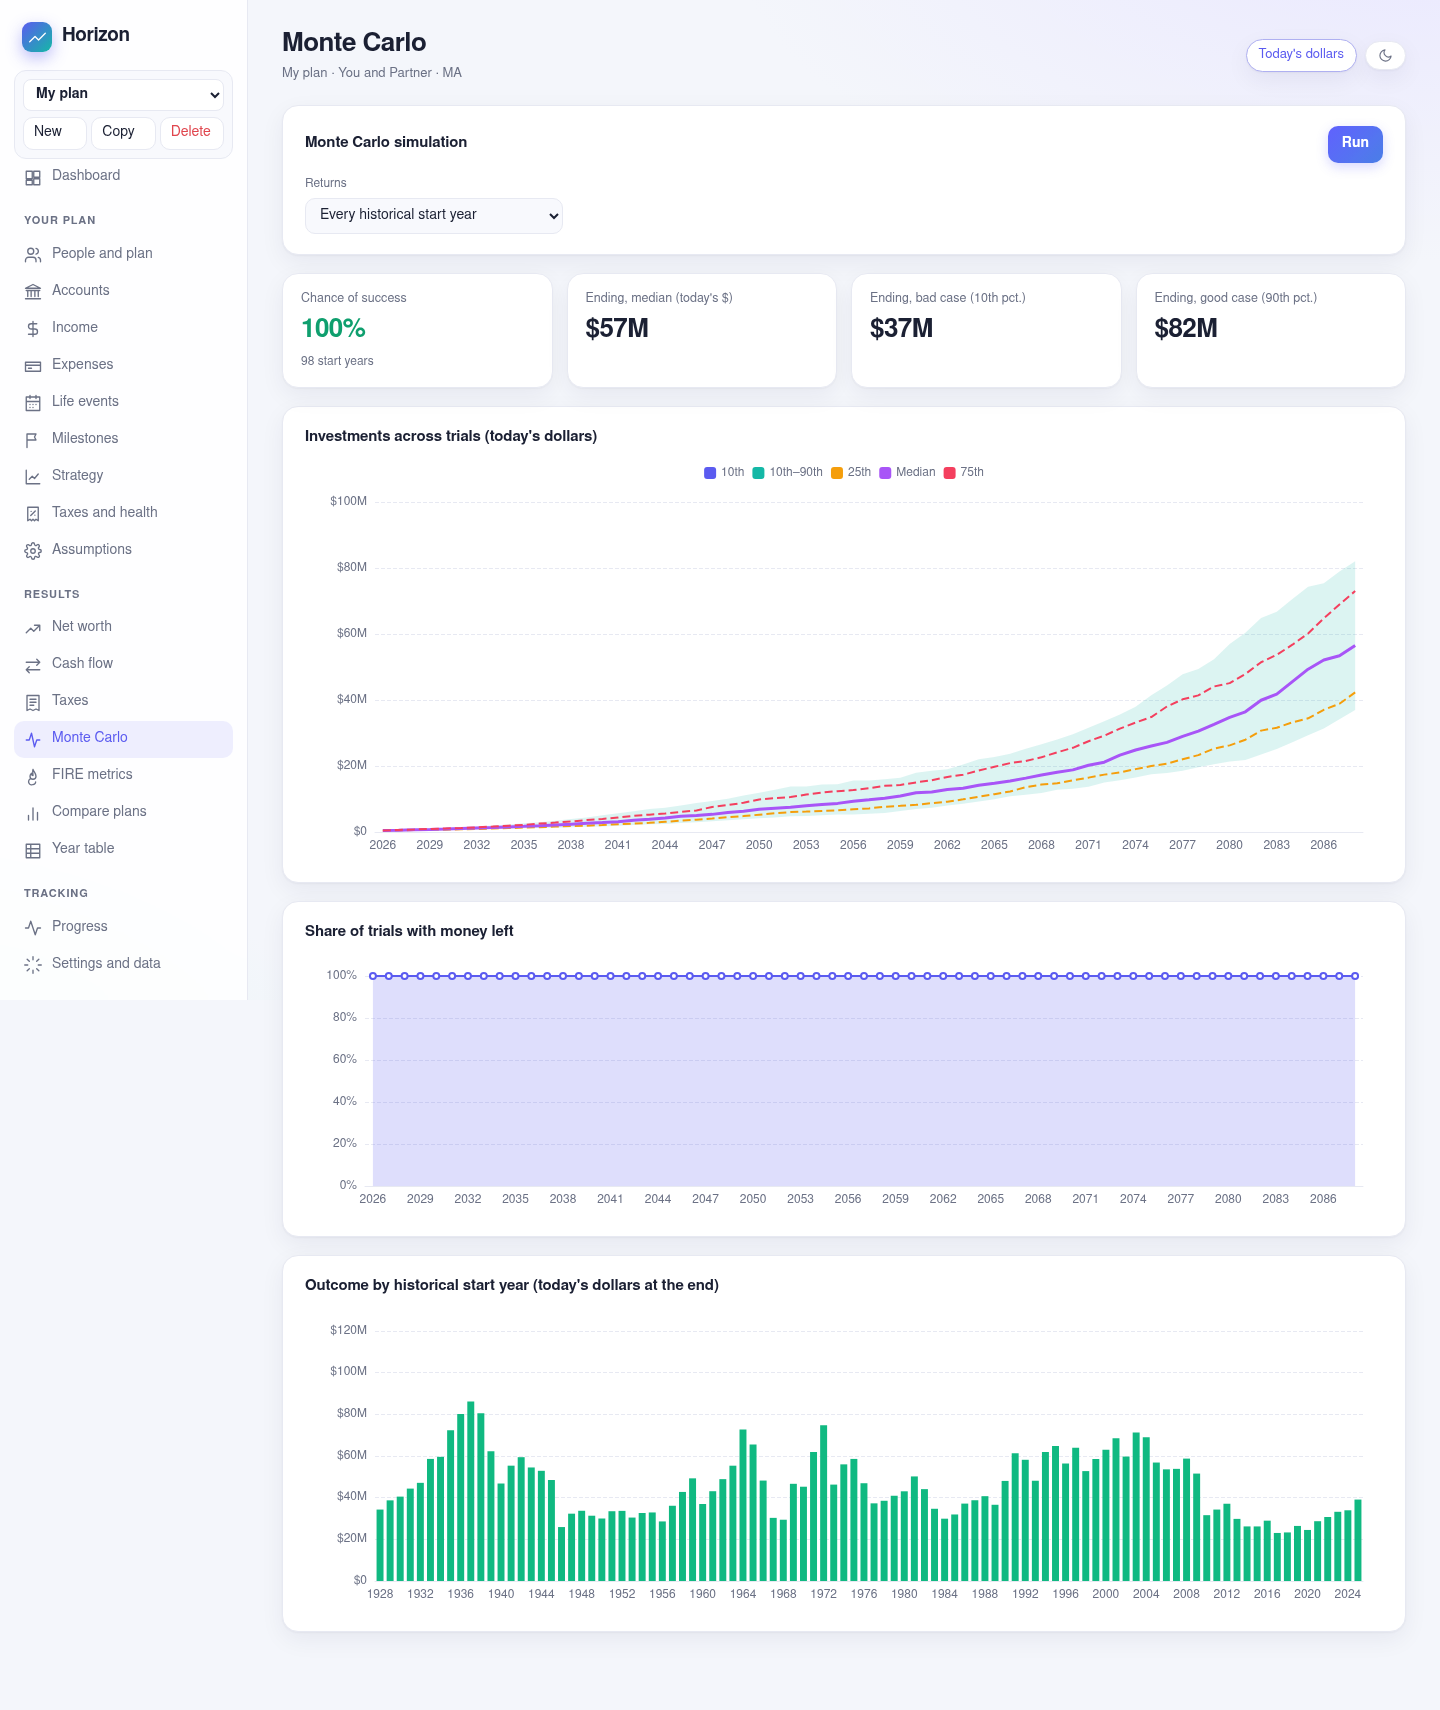 Horizon
My plan
New Copy Delete
Dashboard
YOUR PLAN
People and plan
Accounts
Income
Expenses
Life events
Milestones
Strategy
Taxes and health
Assumptions
RESULTS
Net worth
Cash flow
Taxes
Monte Carlo
FIRE metrics
Compare plans
Year table
TRACKING
Progress
Settings and data
Monte Carlo
My plan · You and Partner · MA
Today's dollars
Monte Carlo simulation
Run
Returns
Every historical start year
Chance of success
100%
98 start years
Ending, median (today's $)
$57M
Ending, bad case (10th pct.)
$37M
Ending, good case (90th pct.)
$82M
Investments across trials (today's dollars)
10th 10th–90th 25th Median 75th
$100M
$80M
$60M
$40M
$20M
$0
2026 2029 2032 2035 2038 2041 2044 2047 2050 2053 2056 2059 2062 2065 2068 2071 2074 2077 2080 2083 2086
Share of trials with money left
100%
80%
60%
40%
20%
0%
2026 2029 2032 2035 2038 2041 2044 2047 2050 2053 2056 2059 2062 2065 2068 2071 2074 2077 2080 2083 2086
Outcome by historical start year (today's dollars at the end)
$120M
$100M
$80M
$60M
$40M
$20M
$0
1928 1932 1936 1940 1944 1948 1952 1956 1960 1964 1968 1972 1976 1980 1984 1988 1992 1996 2000 2004 2008 2012 2016 2020 2024